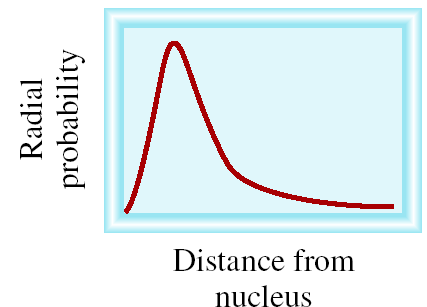 Radial
probability
Distance from
nucleus